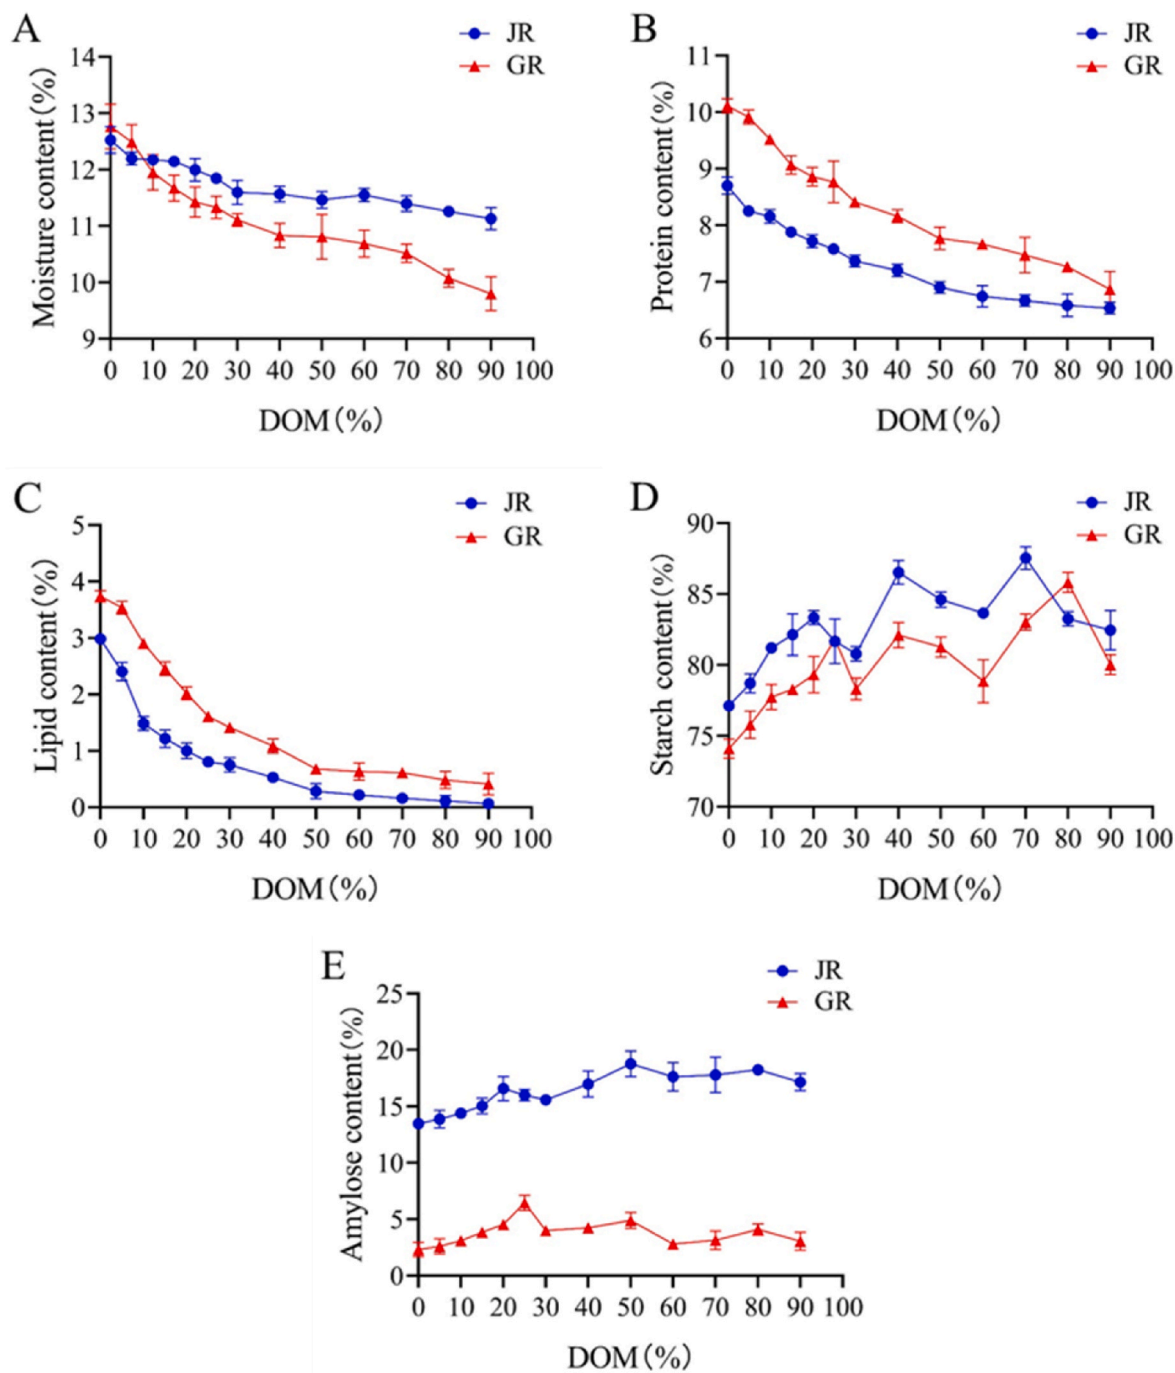 A
JR
GR
Moisture content(%)
14
13
12
11
10
9
0 10 20 30 40 50 60 70 80 90 100
DOM(%)
B
JR
GR
Protein content(%)
11
10
9
8
7
6
0 10 20 30 40 50 60 70 80 90 100
DOM(%)
C
JR
GR
Lipid content(%)
5
4
3
2
1
0
0 10 20 30 40 50 60 70 80 90 100
DOM(%)
D
JR
GR
Starch content(%)
90
85
80
75
70
0 10 20 30 40 50 60 70 80 90 100
DOM(%)
E
JR
GR
Amylose content(%)
25
20
15
10
5
0
0 10 20 30 40 50 60 70 80 90 100
DOM(%)